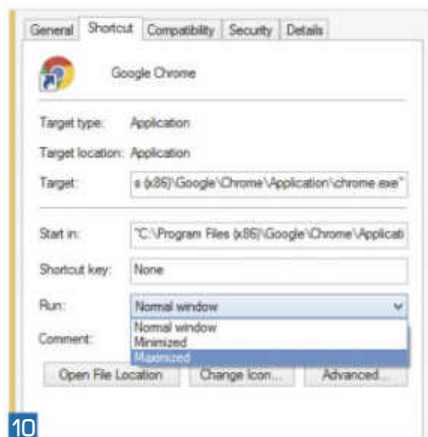 General Shortcut Compatibility Security Details
Google Chrome
Target type: Application
Target location: Application
Target: s (x86)\Google\Chrome\Application\chrome.exe"
Start in: "C:\Program Files (x86)\Google\Chrome\Applicati
Shortcut key: None
Run: Normal window
Normal window
Minimized
Comment:
Maximized
Open File Location Change Icon... Advanced...
10